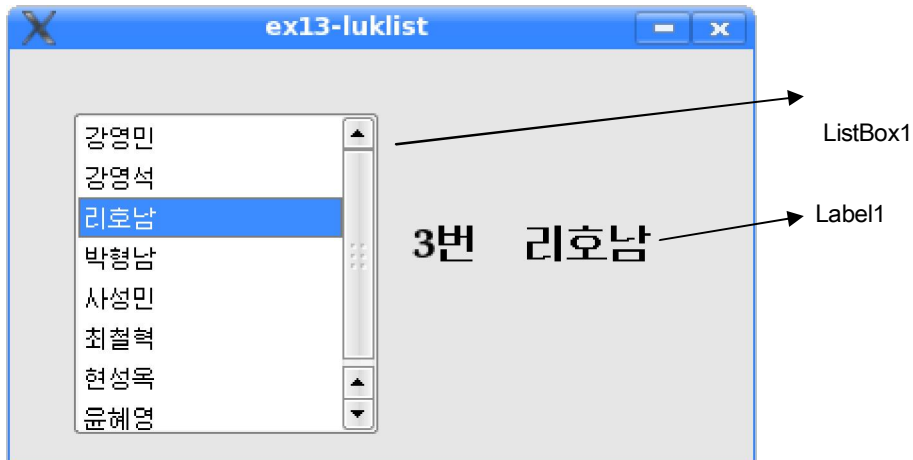 ex13-luklist
강영민
강영석
리호남
박형남
사성민
최철혁
현성옥
윤혜영
3번 리호남
ListBox1
Label1